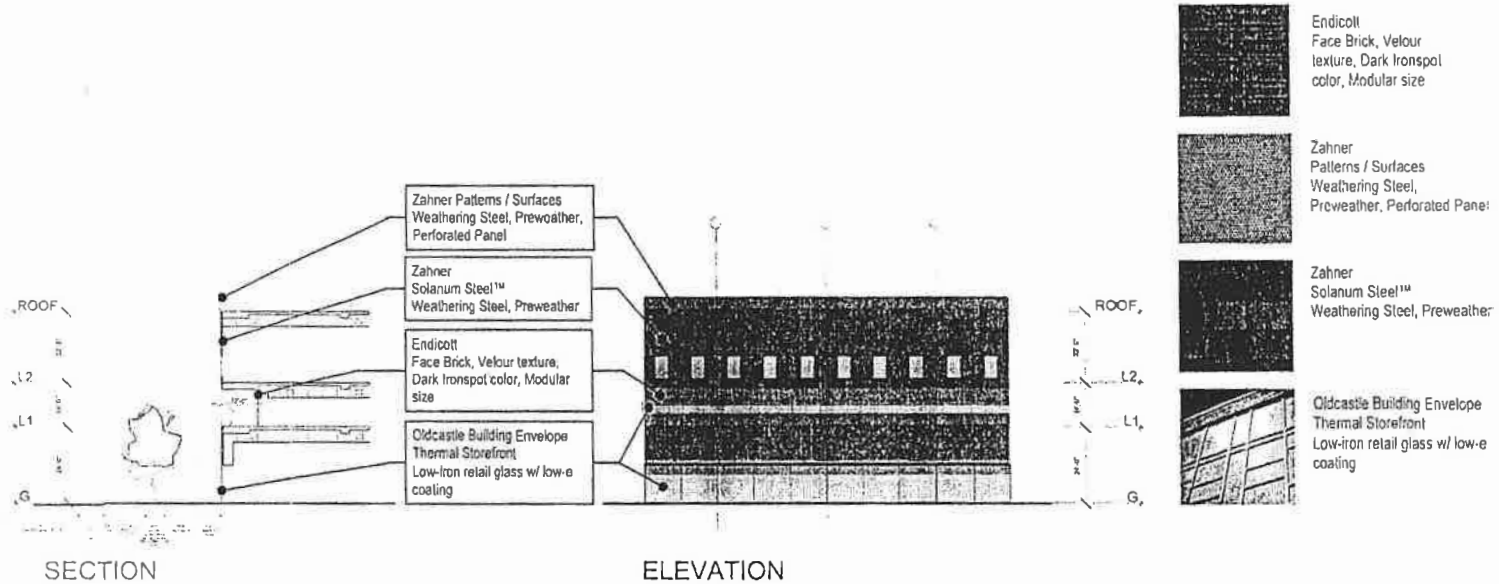 Zahner Patterns / Surfaces
Weathering Steel, Preweather,
Perforated Panel
Zahner
Solanum Steel™
Weathering Steel, Preweather
Endicott
Face Brick, Velour texture,
Dark Ironspot color, Modular
size
Oldcastle Building Envelope
Thermal Storefront
Low-iron retail glass w/ low-e
coating
ROOF
L2
L1
G
ROOF
L2
L1
G
SECTION
ELEVATION
Endicott
Face Brick, Velour
texture, Dark Ironspot
color, Modular size
Zahner
Patterns / Surfaces
Weathering Steel,
Preweather, Perforated Panel
Zahner
Solanum Steel™
Weathering Steel, Preweather
Oldcastle Building Envelope
Thermal Storefront
Low-iron retail glass w/ low-e
coating